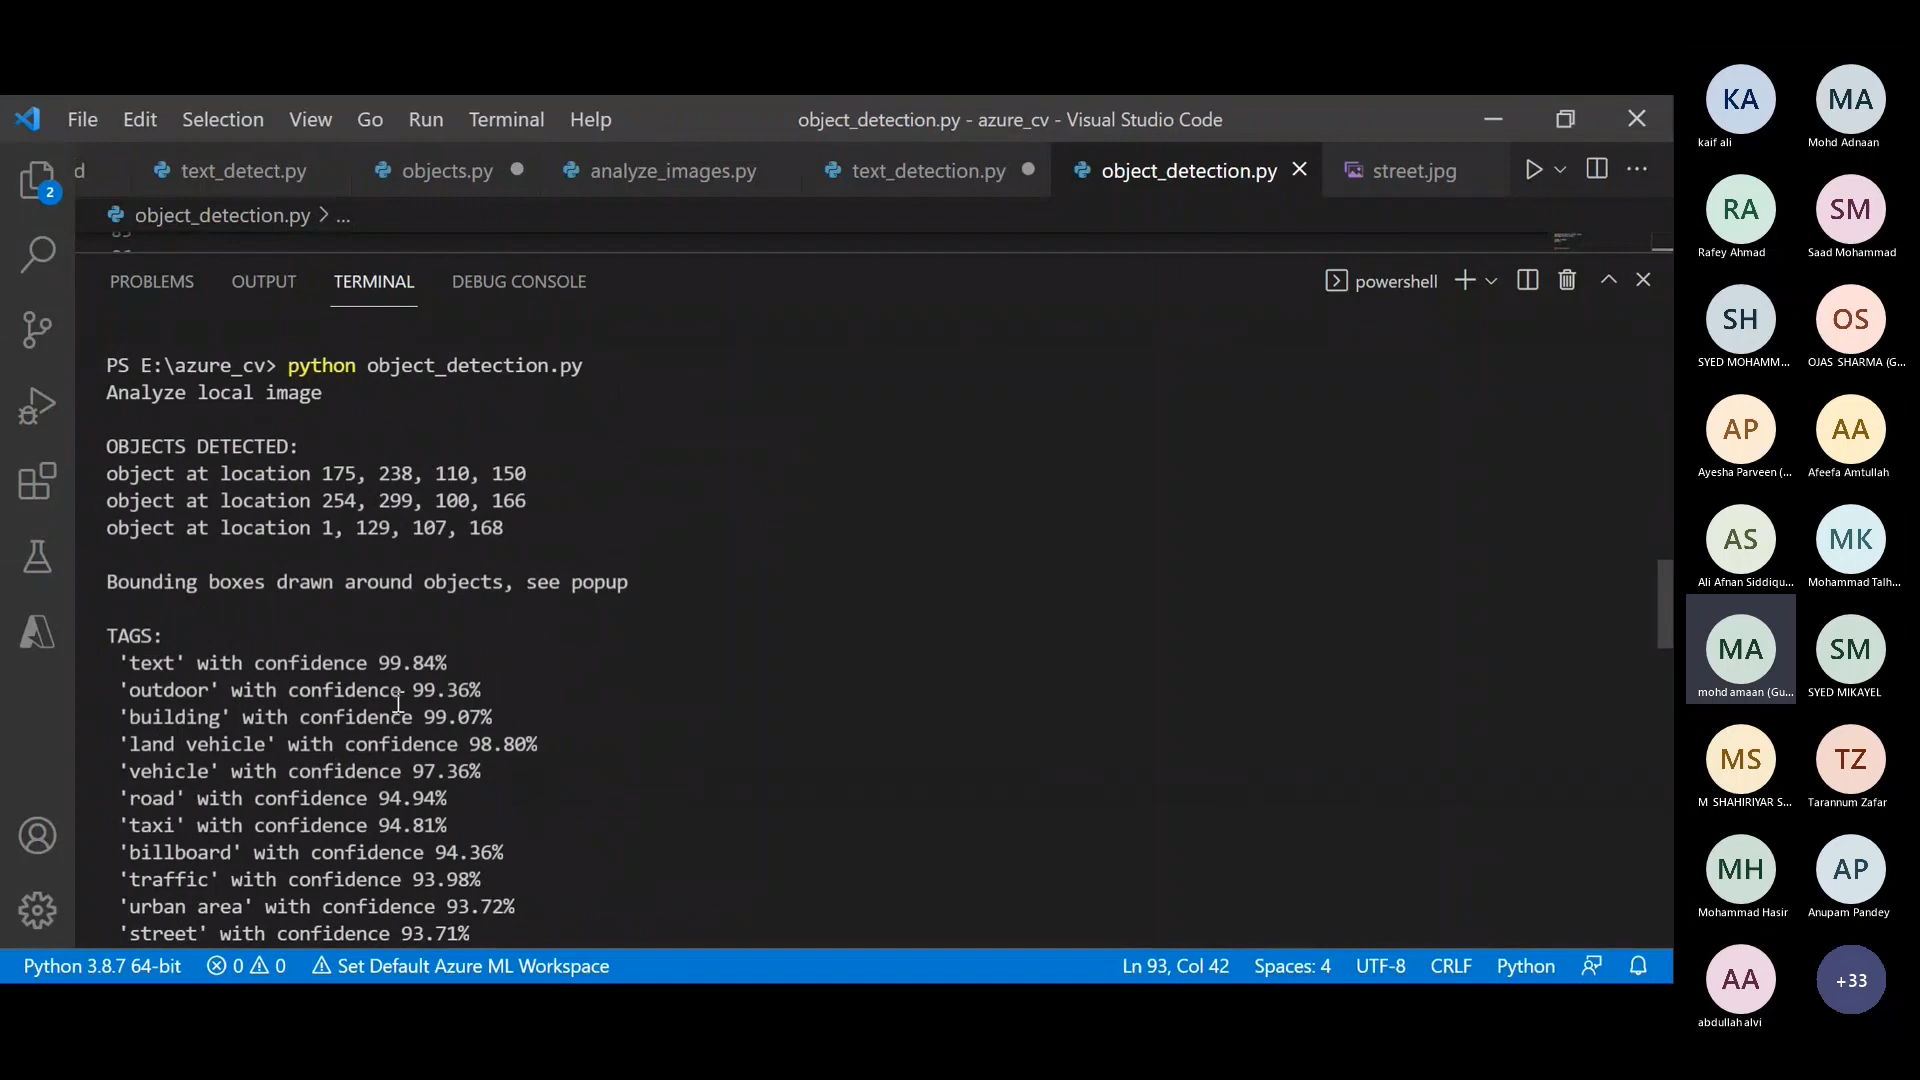 File Edit Selection View Go Run Terminal Help object_detection.py - azure_cv - Visual Studio Code
d text_detect.py objects.py analyze_images.py text_detection.py object_detection.py street.jpg
2
object_detection.py > ...
PROBLEMS OUTPUT TERMINAL DEBUG CONSOLE powershell
PS E:\azure_cv> python object_detection.py
Analyze local image
OBJECTS DETECTED:
object at location 175, 238, 110, 150
object at location 254, 299, 100, 166
object at location 1, 129, 107, 168
Bounding boxes drawn around objects, see popup
TAGS:
'text' with confidence 99.84%
'outdoor' with confidence 99.36%
'building' with confidence 99.07%
'land vehicle' with confidence 98.80%
'vehicle' with confidence 97.36%
'road' with confidence 94.94%
'taxi' with confidence 94.81%
'billboard' with confidence 94.36%
'traffic' with confidence 93.98%
'urban area' with confidence 93.72%
'street' with confidence 93.71%
Python 3.8.7 64-bit 0 0 Set Default Azure ML Workspace Ln 93, Col 42 Spaces: 4 UTF-8 CRLF Python
KA MA
kaif ali Mohd Adnaan
RA SM
Rafey Ahmad Saad Mohammad
SH OS
SYED MOHAMM... OJAS SHARMA (G...
AP AA
Ayesha Parveen (... Afeefa Amtullah
AS MK
Ali Afnan Siddiqu... Mohammad Talh...
MA SM
mohd amaan (Gu... SYED MIKAYEL
MS TZ
M SHAHIRIYAR S... Tarannum Zafar
MH AP
Mohammad Hasir Anupam Pandey
AA +33
abdullah alvi